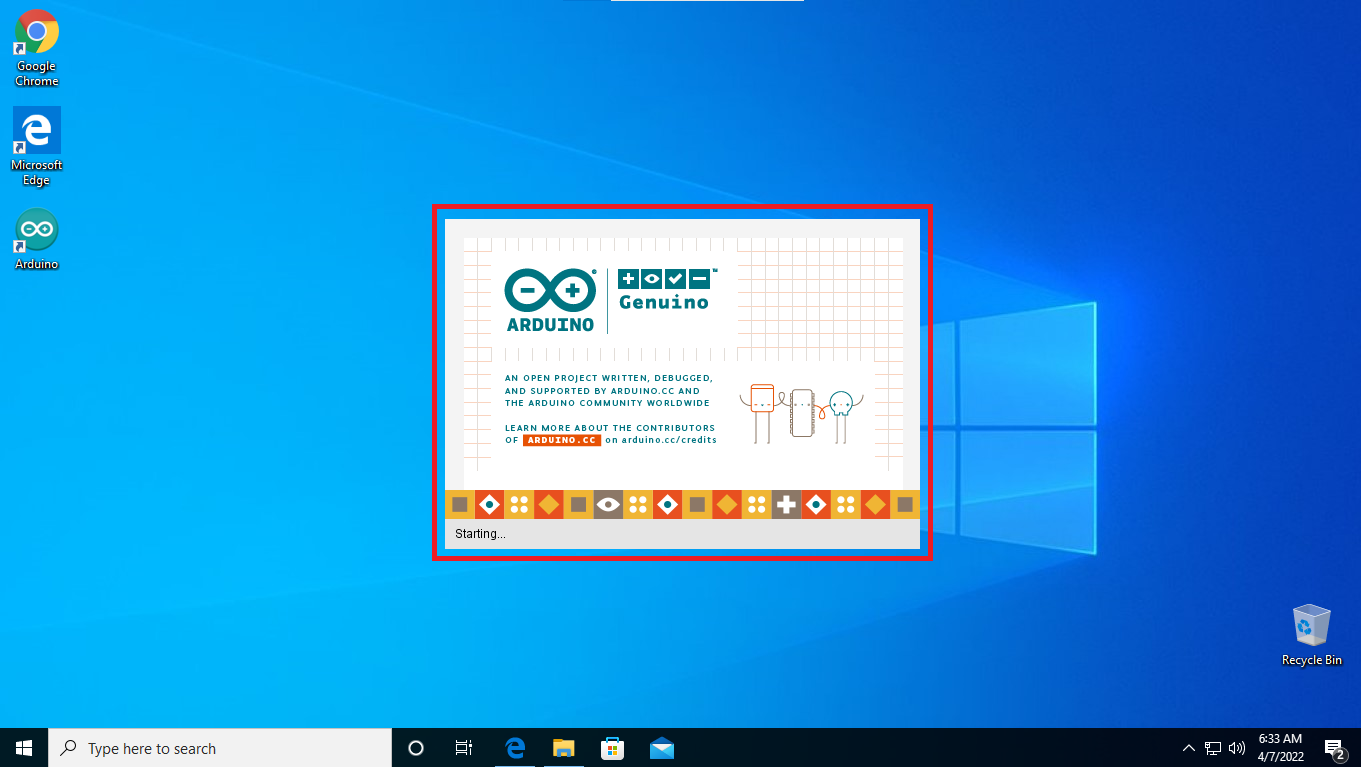 Google
Chrome
Microsoft
Edge
Arduino
ARDUINO
Genuino
TM
AN OPEN PROJECT WRITTEN, DEBUGGED,
AND SUPPORTED BY ARDUINO.CC AND
THE ARDUINO COMMUNITY WORLDWIDE
LEARN MORE ABOUT THE CONTRIBUTORS
OF ARDUINO.CC on arduino.cc/credits
Starting...
Recycle Bin
Type here to search
6:33 AM
4/7/2022
2